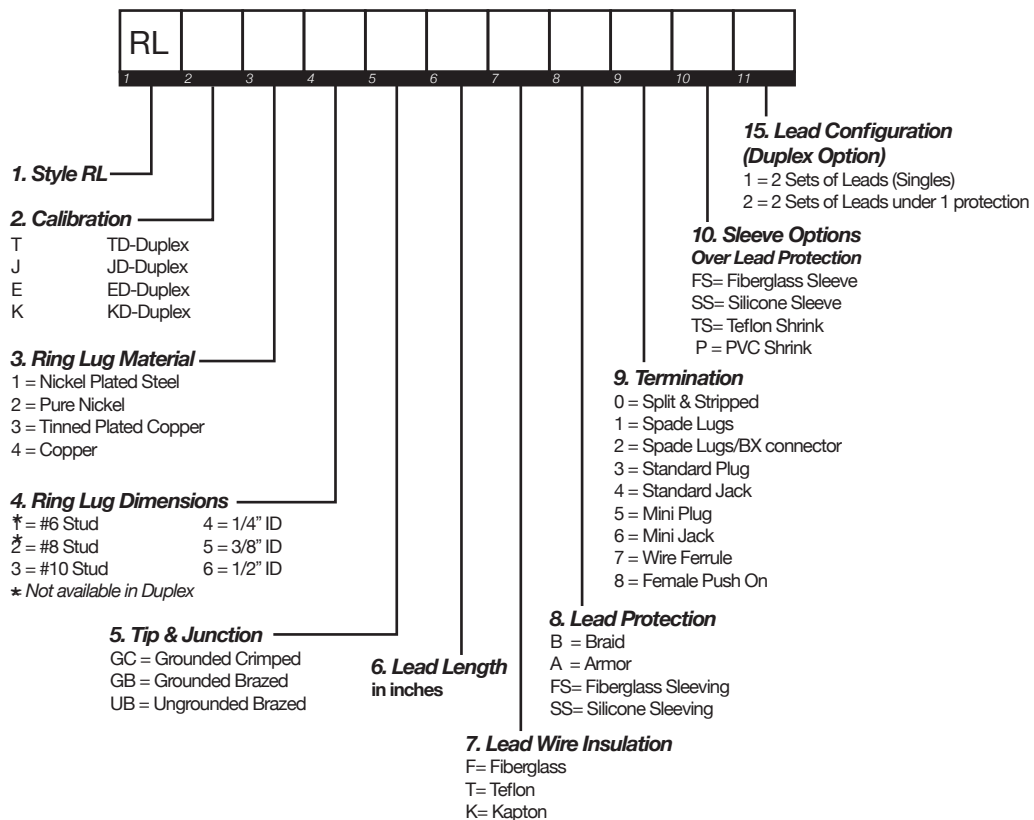 RL
1 2 3 4 5 6 7 8 9 10 11
1. Style RL
2. Calibration
T TD-Duplex
J JD-Duplex
E ED-Duplex
K KD-Duplex
3. Ring Lug Material
1 = Nickel Plated Steel
2 = Pure Nickel
3 = Tinned Plated Copper
4 = Copper
4. Ring Lug Dimensions
*1 = #6 Stud 4 = 1/4” ID
*2 = #8 Stud 5 = 3/8” ID
3 = #10 Stud 6 = 1/2” ID
* Not available in Duplex
5. Tip & Junction
GC = Grounded Crimped
GB = Grounded Brazed
UB = Ungrounded Brazed
6. Lead Length
in inches
7. Lead Wire Insulation
F= Fiberglass
T= Teflon
K= Kapton
8. Lead Protection
B = Braid
A = Armor
FS= Fiberglass Sleeving
SS= Silicone Sleeving
9. Termination
0 = Split & Stripped
1 = Spade Lugs
2 = Spade Lugs/BX connector
3 = Standard Plug
4 = Standard Jack
5 = Mini Plug
6 = Mini Jack
7 = Wire Ferrule
8 = Female Push On
10. Sleeve Options
Over Lead Protection
FS= Fiberglass Sleeve
SS= Silicone Sleeve
TS= Teflon Shrink
P = PVC Shrink
15. Lead Configuration
(Duplex Option)
1 = 2 Sets of Leads (Singles)
2 = 2 Sets of Leads under 1 protection